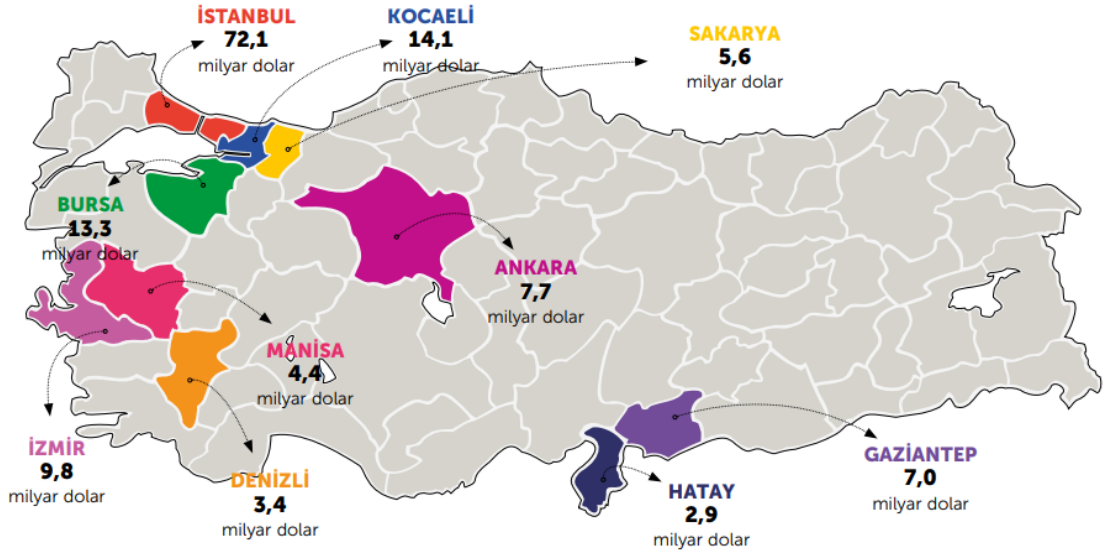 İSTANBUL
72,1
milyar dolar
KOCAELİ
14,1
milyar dolar
SAKARYA
5,6
milyar dolar
BURSA
13,3
milyar dolar
ANKARA
7,7
milyar dolar
MANİSA
4,4
milyar dolar
İZMİR
9,8
milyar dolar
DENİZLİ
3,4
milyar dolar
HATAY
2,9
milyar dolar
GAZİANTEP
7,0
milyar dolar